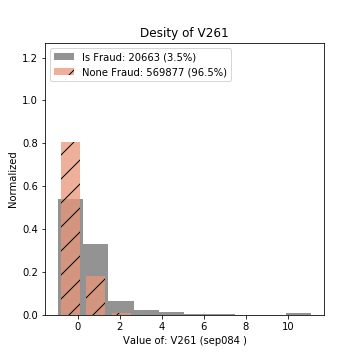 Desity of V261
Is Fraud: 20663 (3.5%)
None Fraud: 569877 (96.5%)
Normalized
1.2
1.0
0.8
0.6
0.4
0.2
0.0
0 2 4 6 8 10
Value of: V261 (sep084 )